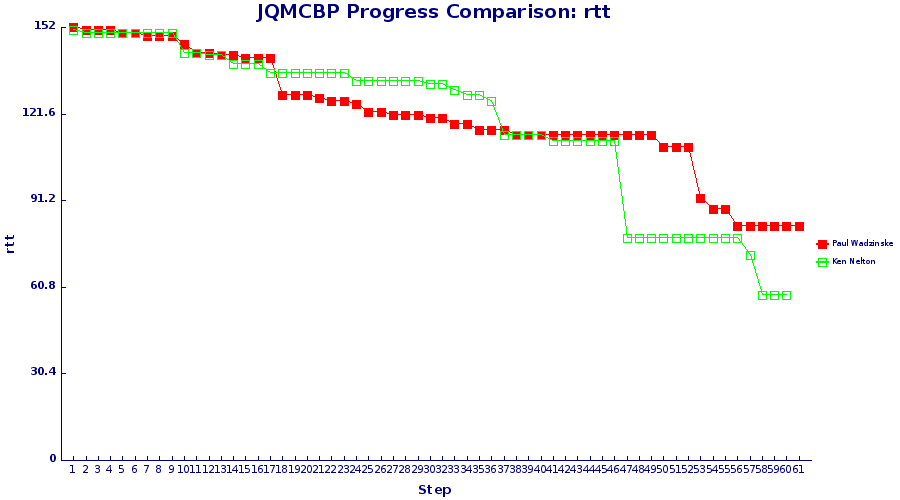 JQMCBP Progress Comparison: rtt
152
121.6
91.2
60.8
30.4
0
rtt
1 2 3 4 5 6 7 8 9 10 11 12 13 14 15 16 17 18 19 20 21 22 23 24 25 26 27 28 29 30 31 32 33 34 35 36 37 38 39 40 41 42 43 44 45 46 47 48 49 50 51 52 53 54 55 56 57 58 59 60 61
Step
Paul Wadzinske
Ken Nelton